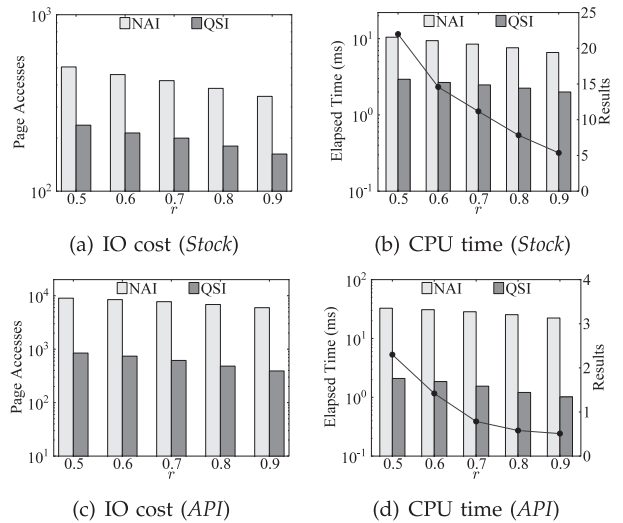 10^3
NAI QSI
Page Accesses
10^2
0.5 0.6 0.7 0.8 0.9
r
(a) IO cost (Stock)
NAI QSI
10^1
10^0
10^-1
Elapsed Time (ms)
25
20
15
10
5
0
Results
0.5 0.6 0.7 0.8 0.9
r
(b) CPU time (Stock)
NAI QSI
10^4
10^3
10^2
10^1
Page Accesses
0.5 0.6 0.7 0.8 0.9
r
(c) IO cost (API)
NAI QSI
10^2
10^1
10^0
10^-1
Elapsed Time (ms)
4
3
2
1
0
Results
0.5 0.6 0.7 0.8 0.9
r
(d) CPU time (API)